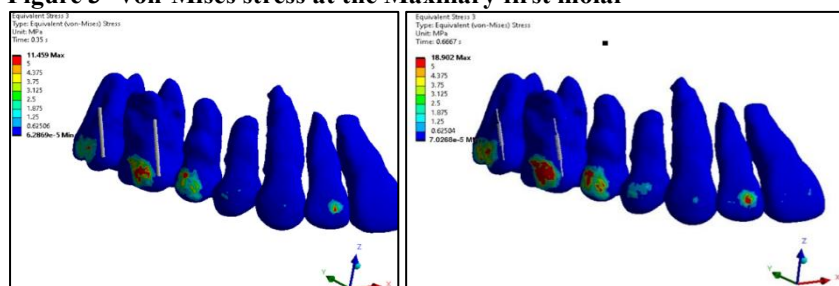 Figure 3 Von-Mises stress at the Maxillary first molar
Equivalent Stress 3
Type: Equivalent (von-Mises) Stress
Unit: MPa
Time: 0.35 s
11.459 Max
5
4.375
3.75
3.125
2.5
1.875
1.25
0.62506
6.2869e-5 Min
Z
Y
X
Equivalent Stress 3
Type: Equivalent (von-Mises) Stress
Unit: MPa
Time: 0.6667 s
18.902 Max
5
4.375
3.75
3.125
2.5
1.875
1.25
0.62504
7.0268e-5 M
Z
Y
X